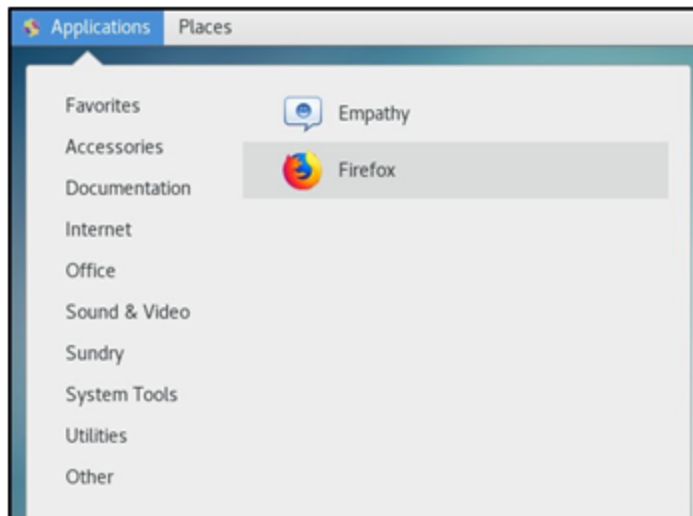 Applications Places
Favorites
Accessories
Documentation
Internet
Office
Sound & Video
Sundry
System Tools
Utilities
Other
Empathy
Firefox